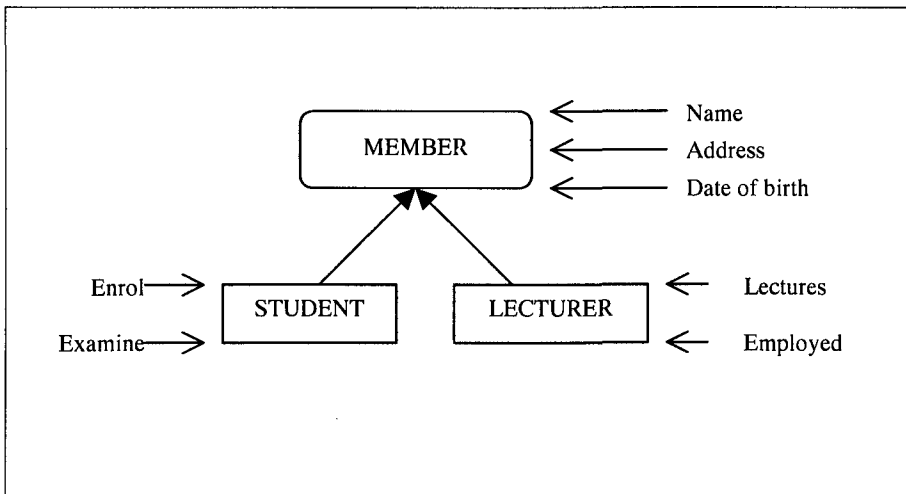 Name
MEMBER
Address
Date of birth
Enrol
STUDENT
LECTURER
Lectures
Examine
Employed